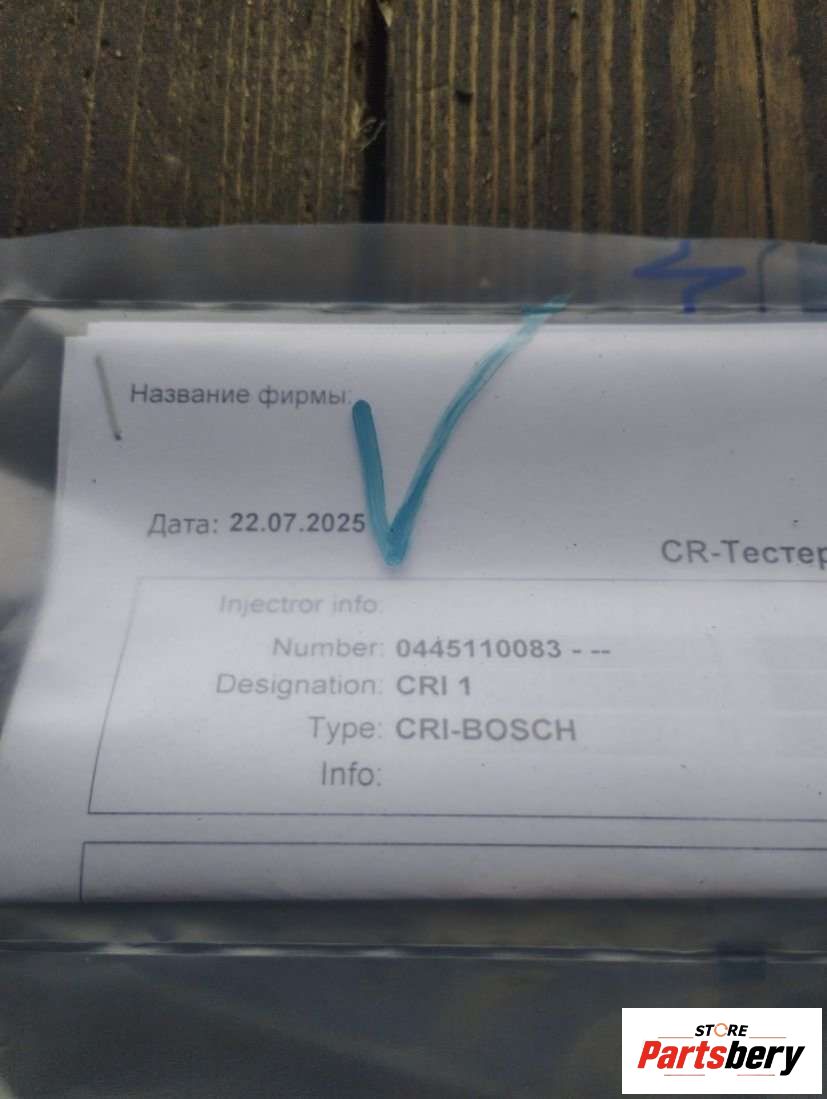 Название фирмы:
Дата: 22.07.2025
CR-Тестер
Injectror info:
Number: 0445110083 - --
Designation: CRI 1
Type: CRI-BOSCH
Info:
STORE
Partsbery